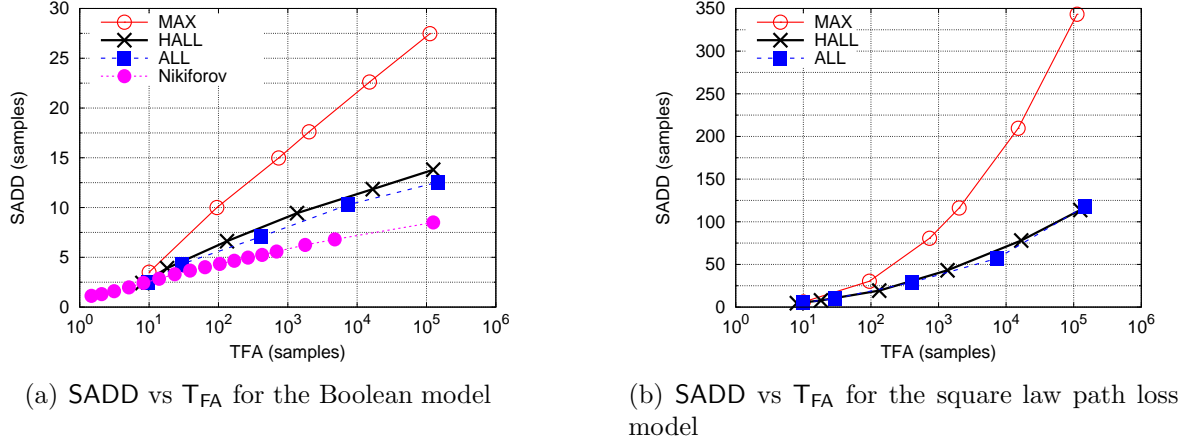 30
25
20
15
10
5
0
10^0
10^1
10^2
10^3
10^4
10^5
10^6
SADD (samples)
TFA (samples)
MAX
HALL
ALL
Nikiforov
(a) SADD vs T_FA for the Boolean model
350
300
250
200
150
100
50
0
10^0
10^1
10^2
10^3
10^4
10^5
10^6
SADD (samples)
TFA (samples)
MAX
HALL
ALL
(b) SADD vs T_FA for the square law path loss
model